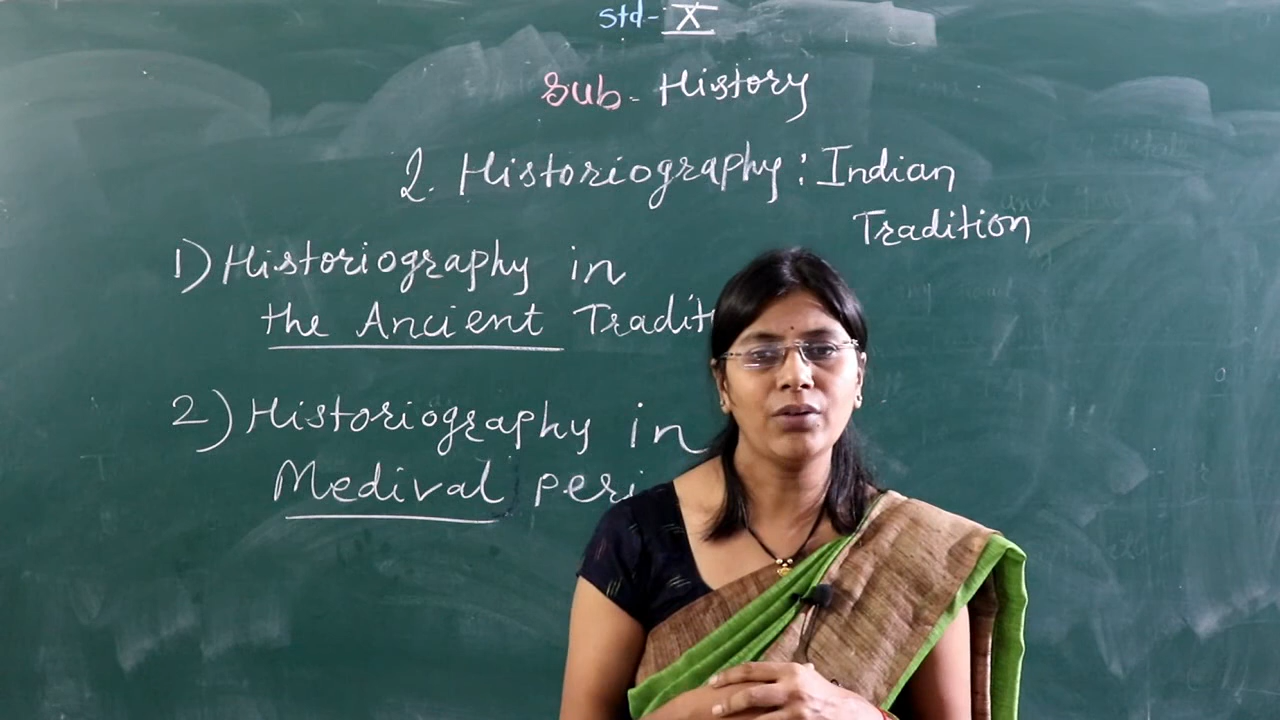 Std- X
Sub- History
2. Historiography : Indian
Tradition
1) Historiography in
the Ancient Tradit
2) Historiography in
Medival peri